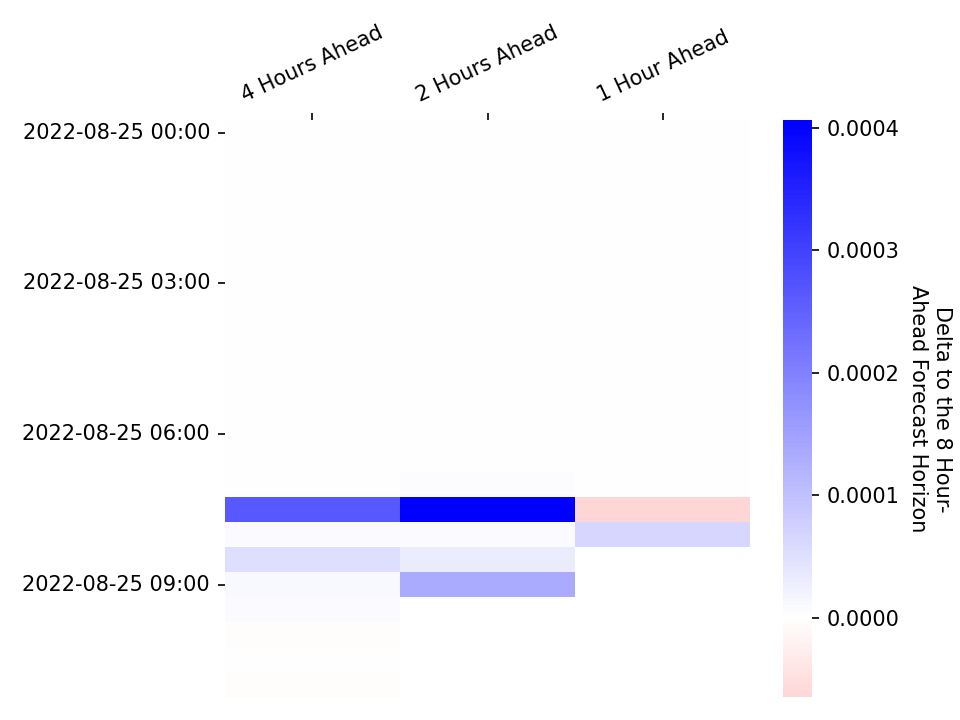 4 Hours Ahead
2 Hours Ahead
1 Hour Ahead
2022-08-25 00:00
2022-08-25 03:00
2022-08-25 06:00
2022-08-25 09:00
0.0004
0.0003
0.0002
0.0001
0.0000
Delta to the 8 Hour-
Ahead Forecast Horizon